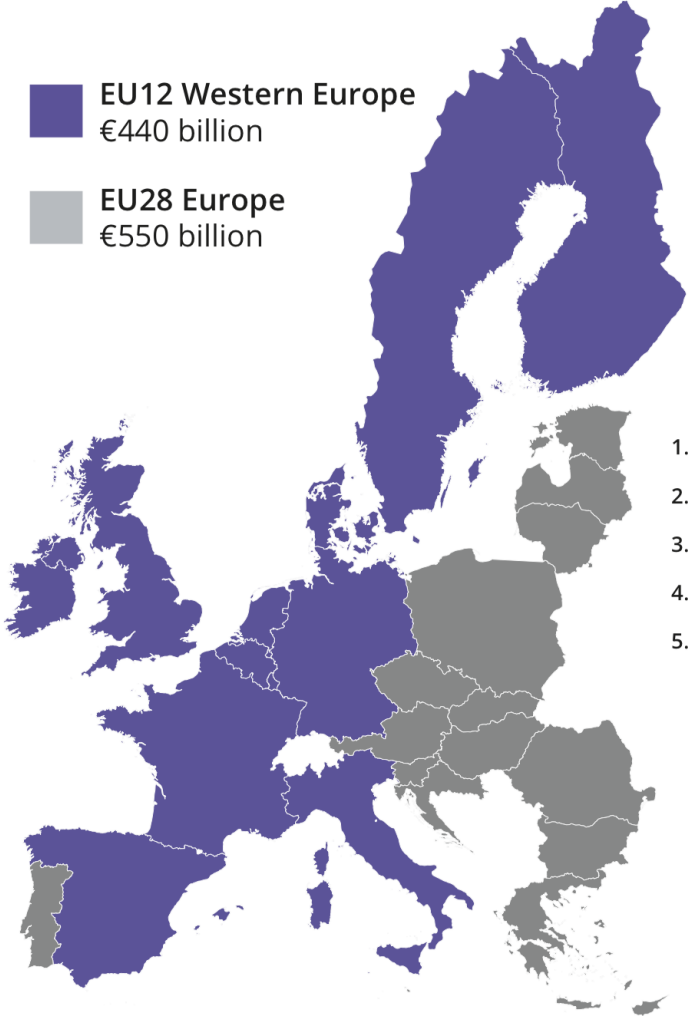 EU12 Western Europe
€440 billion
EU28 Europe
€550 billion
1.
2.
3.
4.
5.